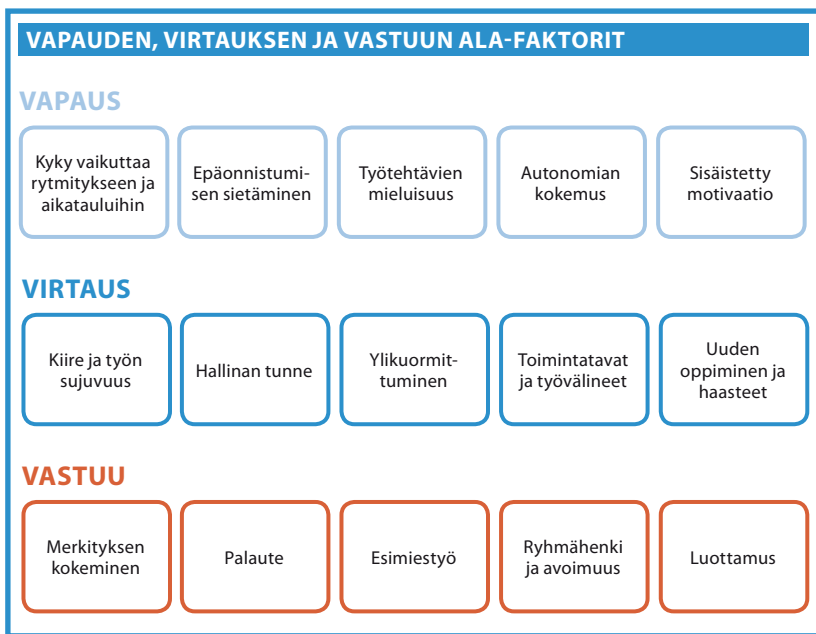 VAPAUDEN, VIRTAUKSEN JA VASTUUN ALA-FAKTORIT
VAPAUS
Kyky vaikuttaa
rytmitykseen ja
aikatauluihin
Epäonnistumi-
sen sietäminen
Työtehtävien
mieluisuus
Autonomian
kokemus
Sisäistetty
motivaatio
VIRTAUS
Kiire ja työn
sujuvuus
Hallinan tunne
Ylikuormit-
tuminen
Toimintatavat
ja työvälineet
Uuden
oppiminen ja
haasteet
VASTUU
Merkityksen
kokeminen
Palaute
Esimiestyö
Ryhmähenki
ja avoimuus
Luottamus